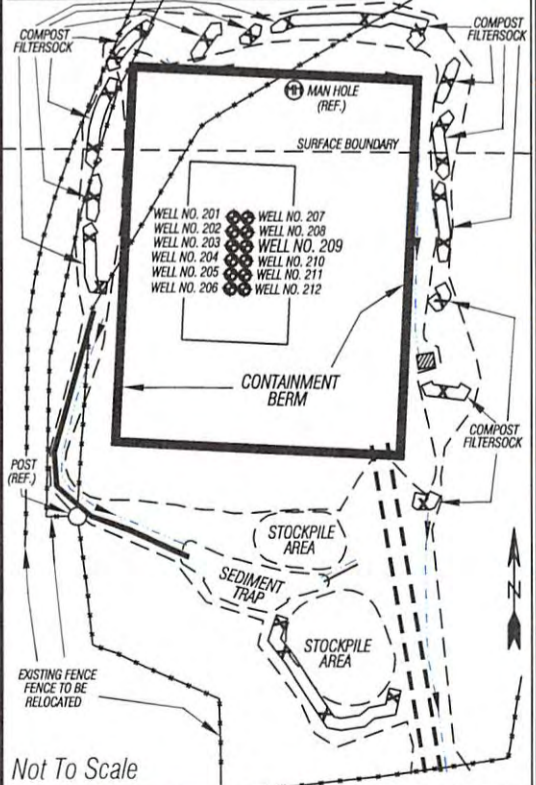 COMPOST
FILTERSOCK
COMPOST
FILTERSOCK
MH
MAN HOLE
(REF.)
SURFACE BOUNDARY
WELL NO. 201
WELL NO. 207
WELL NO. 202
WELL NO. 208
WELL NO. 203
WELL NO. 209
WELL NO. 204
WELL NO. 210
WELL NO. 205
WELL NO. 211
WELL NO. 206
WELL NO. 212
CONTAINMENT
BERM
COMPOST
FILTERSOCK
POST
(REF.)
STOCKPILE
AREA
SEDIMENT
TRAP
N
STOCKPILE
AREA
EXISTING FENCE
FENCE TO BE
RELOCATED
Not To Scale